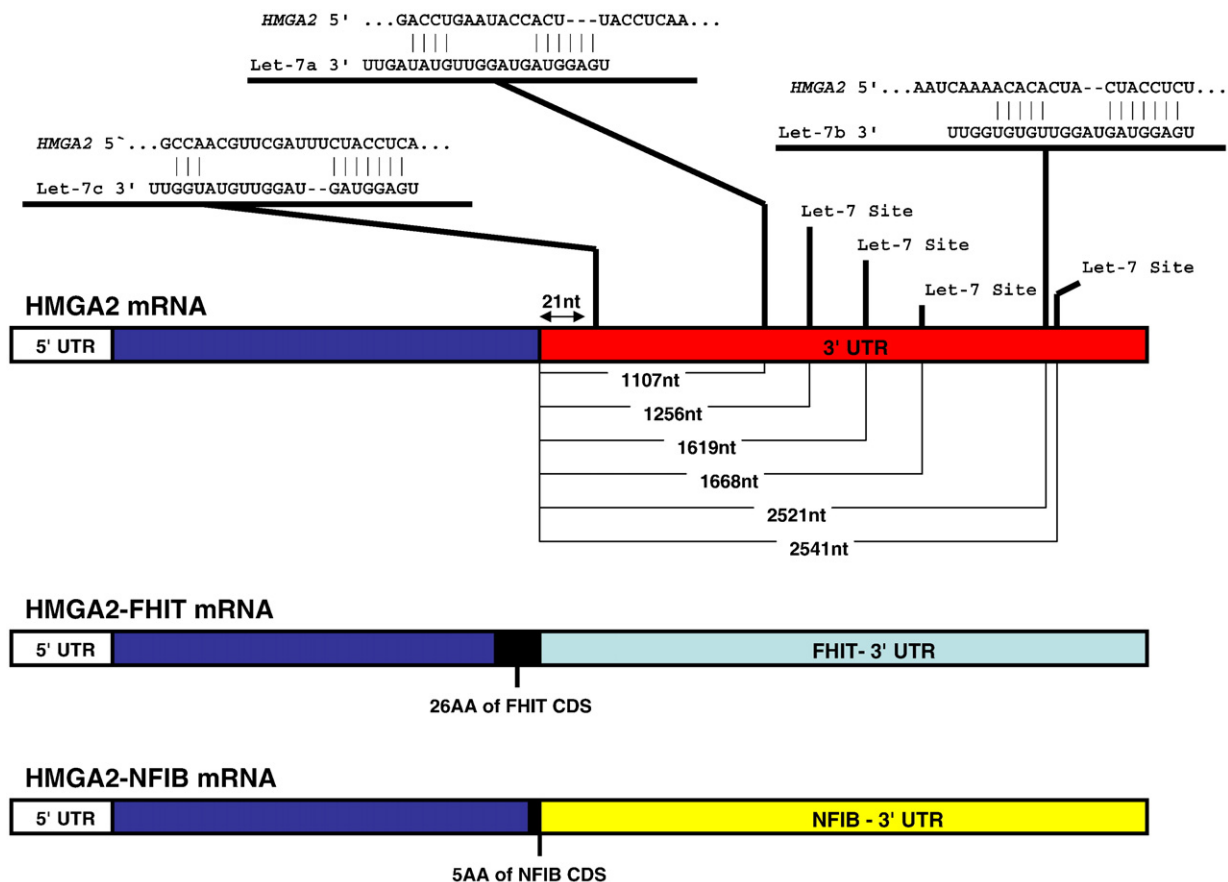 HMGA2 5' ...GACCUGAAUACCACU---UACCUCAA...
Let-7a 3' UUGAUAUGUUGGAUGAUGGAGU
HMGA2 5'...AAUCAAAACACACUA--CUACCUCU...
Let-7b 3' UUGGUGUGUUGGAUGAUGGAGU
HMGA2 5` ...GCCAACGUUCGAUUUCUACCUCA...
Let-7c 3' UUGGUAUGUUGGAU--GAUGGAGU
Let-7 Site
Let-7 Site
Let-7 Site
Let-7 Site
HMGA2 mRNA
21nt
5' UTR
3' UTR
1107nt
1256nt
1619nt
1668nt
2521nt
2541nt
HMGA2-FHIT mRNA
5' UTR
FHIT- 3' UTR
26AA of FHIT CDS
HMGA2-NFIB mRNA
5' UTR
NFIB - 3' UTR
5AA of NFIB CDS